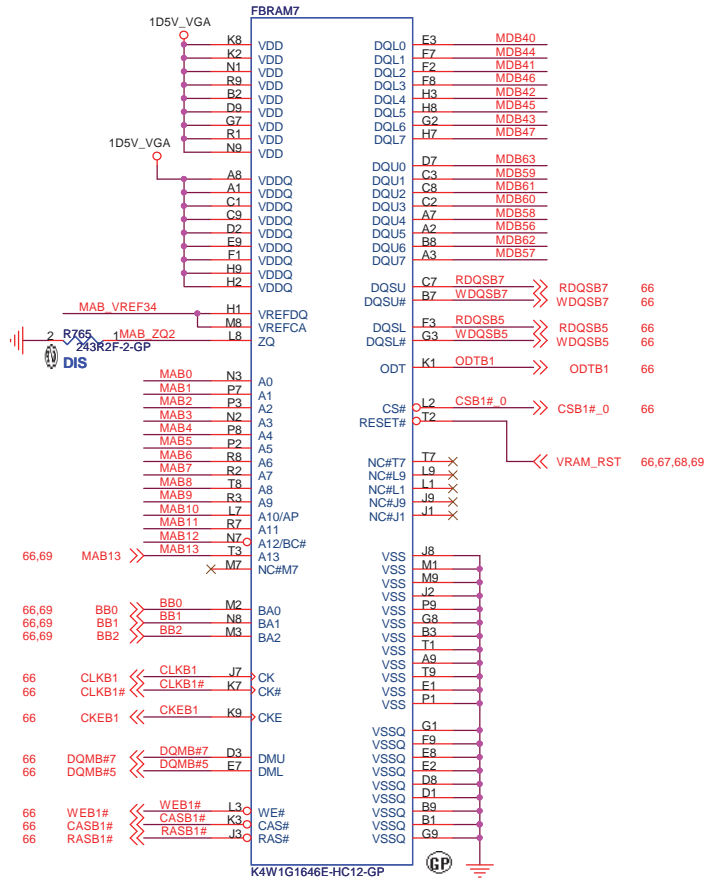 FBRAM7
1D5V_VGA
K8 VDD
K2 VDD
N1 VDD
R9 VDD
B2 VDD
D9 VDD
G7 VDD
R1 VDD
N9 VDD
1D5V_VGA
A8 VDDQ
A1 VDDQ
C1 VDDQ
C9 VDDQ
D2 VDDQ
E9 VDDQ
F1 VDDQ
H9 VDDQ
H2 VDDQ
MAB_VREF34 H1 VREFDQ
M8 VREFCA
2 R765 1 MAB_ZQ2 L8 ZQ
243R2F-2-GP
DIS
MAB0 N3 A0
MAB1 P7 A1
MAB2 P3 A2
MAB3 N2 A3
MAB4 P8 A4
MAB5 P2 A5
MAB6 R8 A6
MAB7 R2 A7
MAB8 T8 A8
MAB9 R3 A9
MAB10 L7 A10/AP
MAB11 R7 A11
MAB12 N7 A12/BC#
66,69 MAB13 MAB13 T3 A13
M7 NC#M7
66,69 BB0 BB0 M2 BA0
66,69 BB1 BB1 N8 BA1
66,69 BB2 BB2 M3 BA2
66 CLKB1 CLKB1 J7 CK
66 CLKB1# CLKB1# K7 CK#
66 CKEB1 CKEB1 K9 CKE
66 DQMB#7 DQMB#7 D3 DMU
66 DQMB#5 DQMB#5 E7 DML
66 WEB1# WEB1# L3 WE#
66 CASB1# CASB1# K3 CAS#
66 RASB1# RASB1# J3 RAS#
DQL0 E3 MDB40
DQL1 F7 MDB44
DQL2 F2 MDB41
DQL3 F8 MDB46
DQL4 H3 MDB42
DQL5 H8 MDB45
DQL6 G2 MDB43
DQL7 H7 MDB47
DQU0 D7 MDB63
DQU1 C3 MDB59
DQU2 C8 MDB61
DQU3 C2 MDB60
DQU4 A7 MDB58
DQU5 A2 MDB56
DQU6 B8 MDB62
DQU7 A3 MDB57
DQSU C7 RDQSB7 RDQSB7 66
DQSU# B7 WDQSB7 WDQSB7 66
DQSL F3 RDQSB5 RDQSB5 66
DQSL# G3 WDQSB5 WDQSB5 66
ODT K1 ODTB1 ODTB1 66
CS# L2 CSB1#_0 CSB1#_0 66
RESET# T2 VRAM_RST 66,67,68,69
NC#T7 T7
NC#L9 L9
NC#L1 L1
NC#J9 J9
NC#J1 J1
VSS J8
VSS M1
VSS M9
VSS J2
VSS P9
VSS G8
VSS B3
VSS T1
VSS A9
VSS T9
VSS E1
VSS P1
VSSQ G1
VSSQ F9
VSSQ E8
VSSQ E2
VSSQ D8
VSSQ D1
VSSQ B9
VSSQ B1
VSSQ G9
K4W1G1646E-HC12-GP
GP